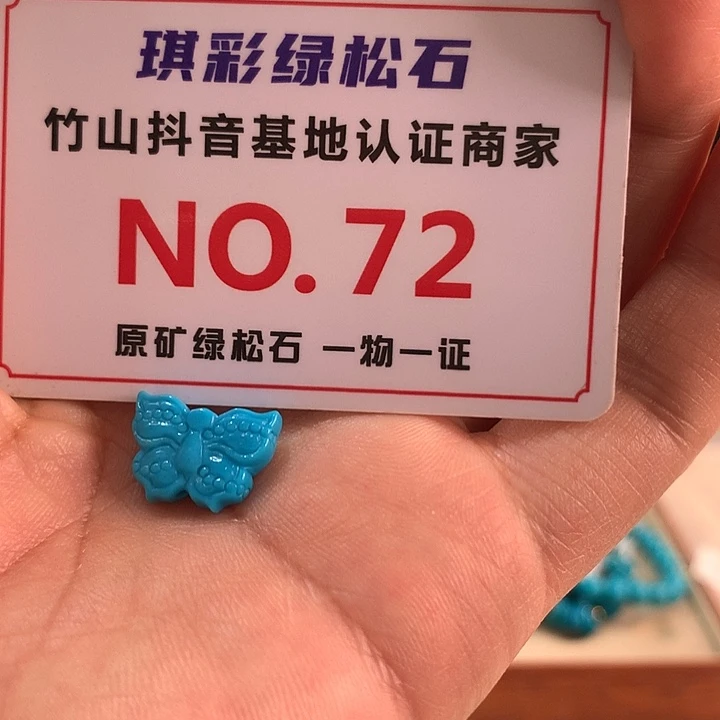 琪彩绿松石
竹山抖音基地认证商家
NO.72
原矿绿松石 一物一证